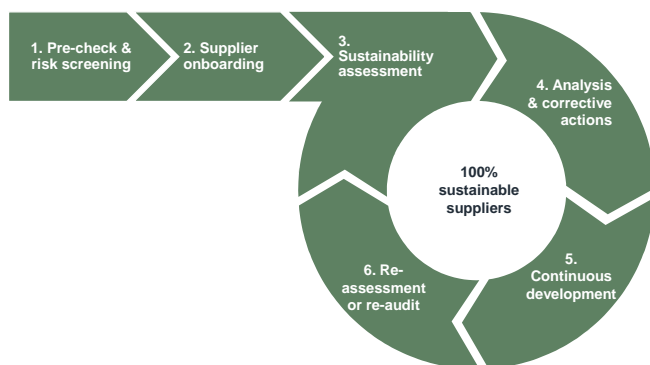 1. Pre-check &
risk screening
2. Supplier
onboarding
3.
Sustainability
assessment
4. Analysis
& corrective
actions
100%
sustainable
suppliers
5.
Continuous
development
6. Re-
assessment
or re-audit